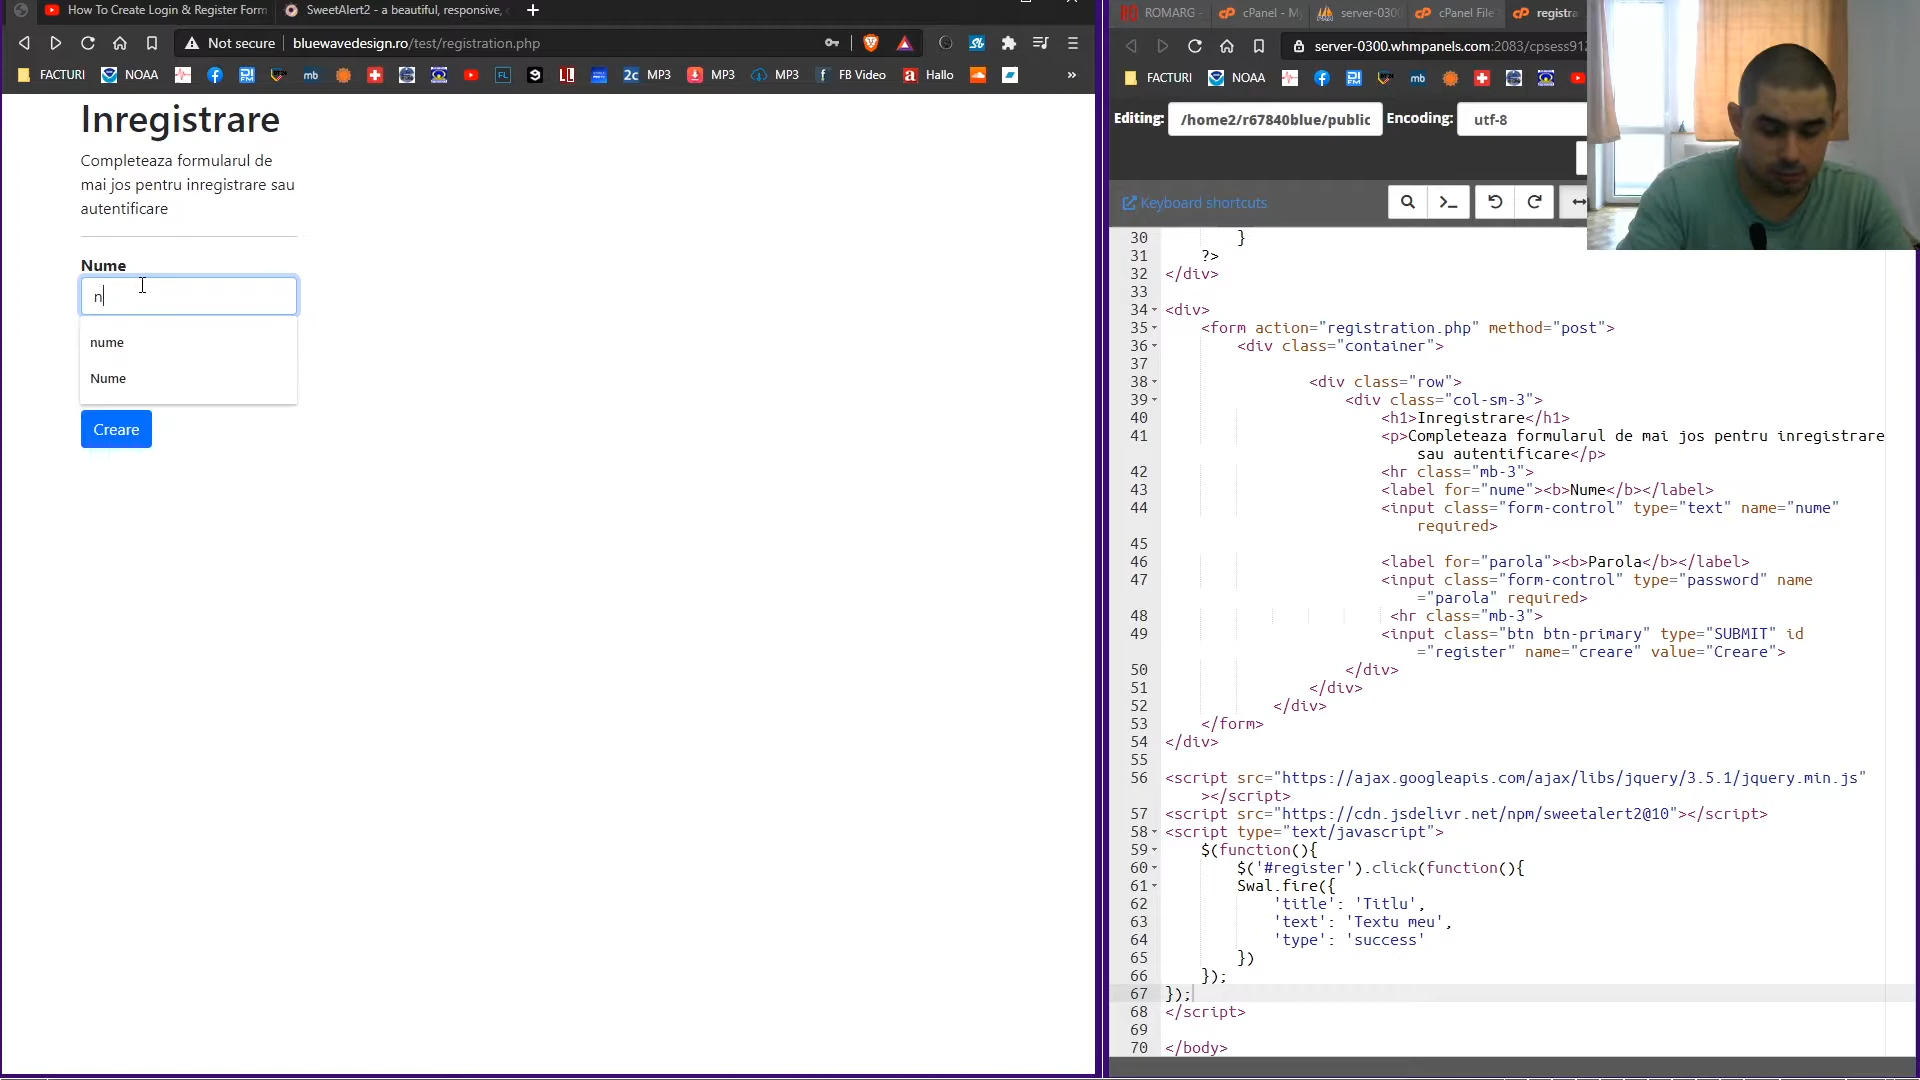 How To Create Login & Register Form
SweetAlert2 - a beautiful, responsive,
Not secure
bluewavedesign.ro/test/registration.php
FACTURI
NOAA
mb
FL
2c MP3
MP3
MP3
f FB Video
a Hallo
»
Inregistrare
Completeaza formularul de
mai jos pentru inregistrare sau
autentificare
Nume
n
nume
Nume
Creare
ROMARG -
cPanel - M
server-030
cPanel File
registra
server-0300.whmpanels.com:2083/cpsess912
FACTURI
NOAA
mb
Editing:
/home2/r67840blue/public
Encoding:
utf-8
Keyboard shortcuts
30 }
31 ?>
32 </div>
33
34 <div>
35 <form action="registration.php" method="post">
36 <div class="container">
37
38 <div class="row">
39 <div class="col-sm-3">
40 <h1>Inregistrare</h1>
41 <p>Completeaza formularul de mai jos pentru inregistrare
sau autentificare</p>
42 <hr class="mb-3">
43 <label for="nume"><b>Nume</b></label>
44 <input class="form-control" type="text" name="nume"
required>
45
46 <label for="parola"><b>Parola</b></label>
47 <input class="form-control" type="password" name
="parola" required>
48 <hr class="mb-3">
49 <input class="btn btn-primary" type="SUBMIT" id
="register" name="creare" value="Creare">
50 </div>
51 </div>
52 </div>
53 </form>
54 </div>
55
56 <script src="https://ajax.googleapis.com/ajax/libs/jquery/3.5.1/jquery.min.js"
></script>
57 <script src="https://cdn.jsdelivr.net/npm/sweetalert2@10"></script>
58 <script type="text/javascript">
59 $(function(){
60 $('#register').click(function(){
61 Swal.fire({
62 'title': 'Titlu',
63 'text': 'Textu meu',
64 'type': 'success'
65 })
66 });
67 });
68 </script>
69
70 </body>